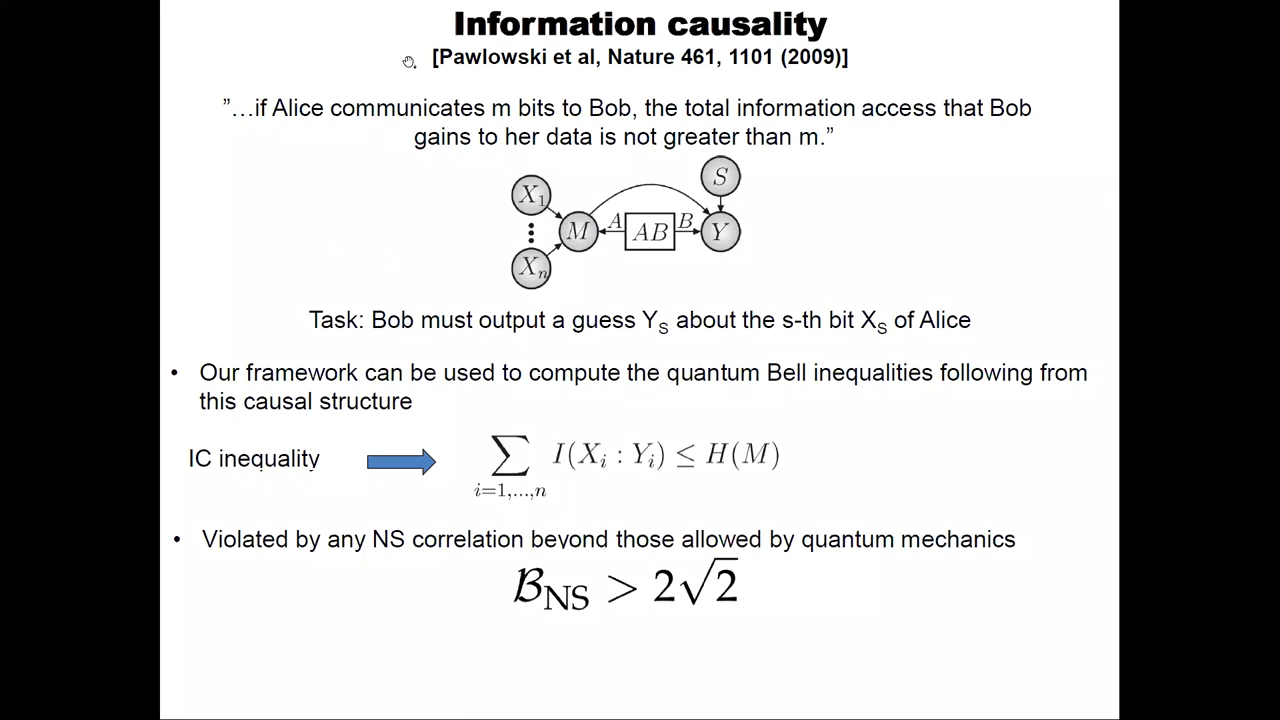 Information causality
[Pawlowski et al, Nature 461, 1101 (2009)]
”…if Alice communicates m bits to Bob, the total information access that Bob
gains to her data is not greater than m.”
S
X₁
M A AB B Y
Xₙ
Task: Bob must output a guess Y_S about the s-th bit X_S of Alice
• Our framework can be used to compute the quantum Bell inequalities following from
this causal structure
IC inequality ∑ I(Xᵢ : Yᵢ) ≤ H(M)
i=1,...,n
• Violated by any NS correlation beyond those allowed by quantum mechanics
ℬ_NS > 2√2